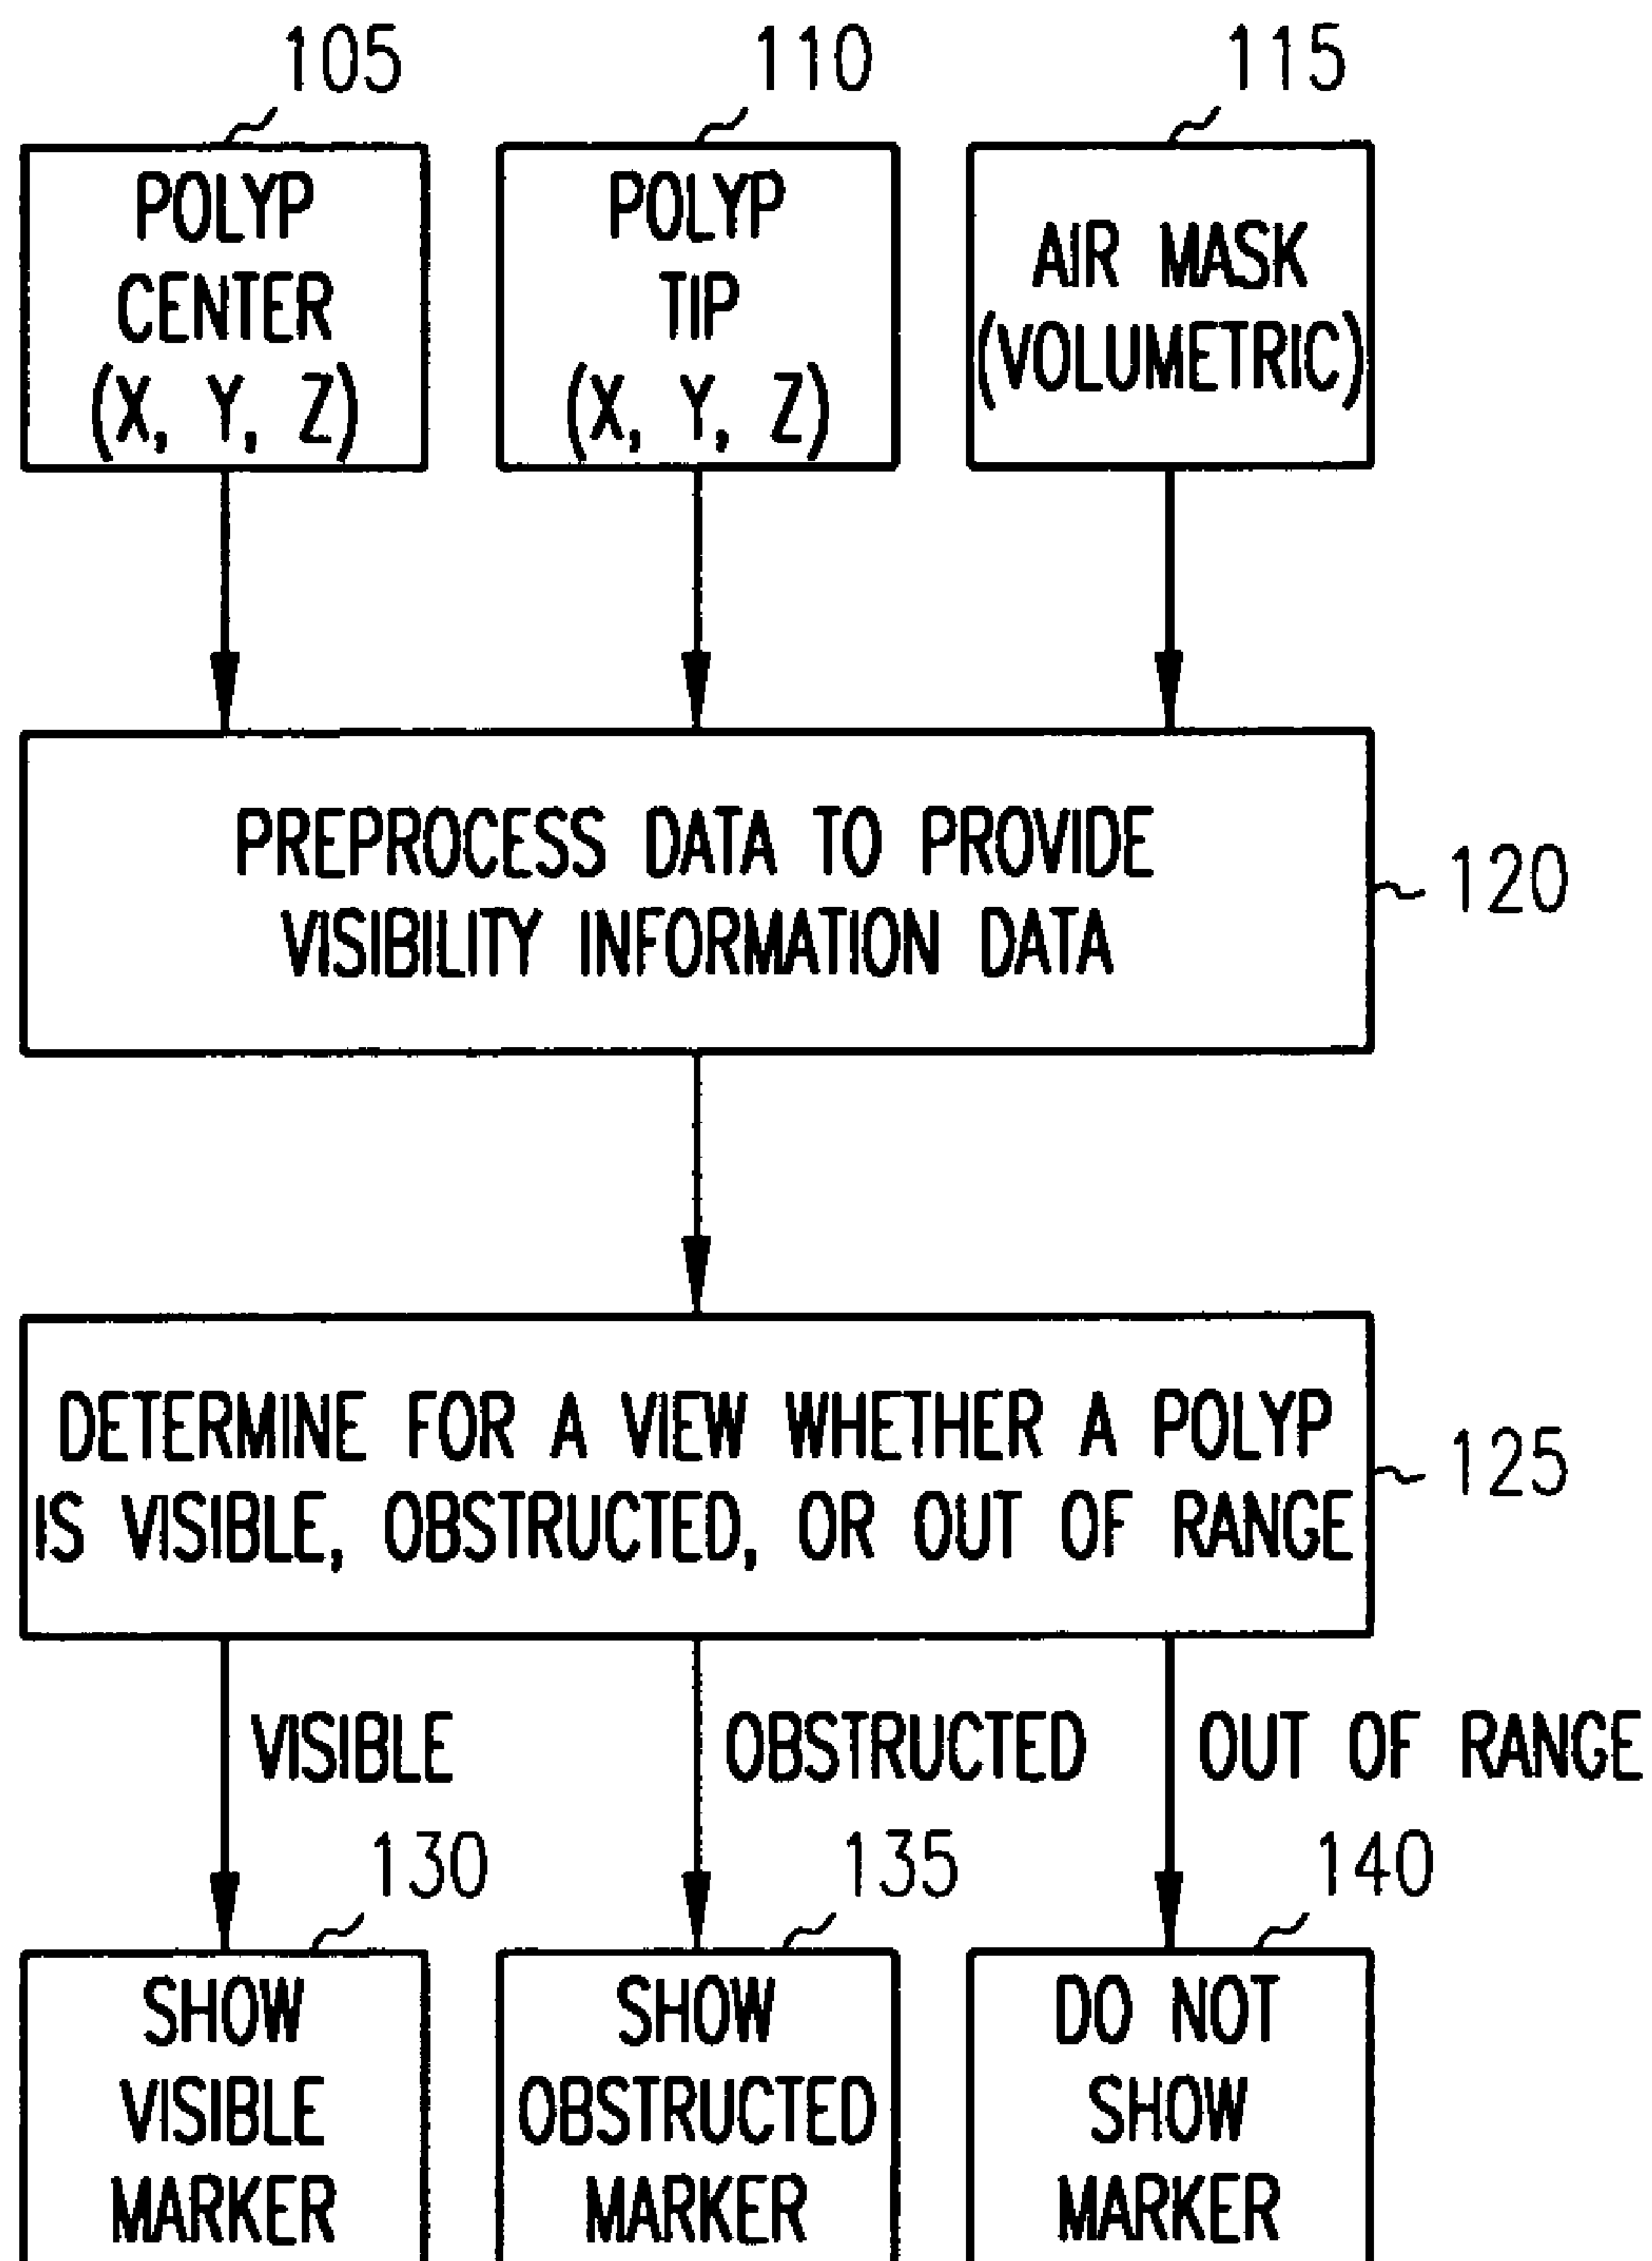 105
110
115
POLYP
CENTER
(X, Y, Z)
POLYP
TIP
(X, Y, Z)
AIR MASK
(VOLUMETRIC)
PREPROCESS DATA TO PROVIDE
VISIBILITY INFORMATION DATA
120
DETERMINE FOR A VIEW WHETHER A POLYP
IS VISIBLE, OBSTRUCTED, OR OUT OF RANGE
125
VISIBLE
OBSTRUCTED
OUT OF RANGE
130
135
140
SHOW
VISIBLE
MARKER
SHOW
OBSTRUCTED
MARKER
DO NOT
SHOW
MARKER